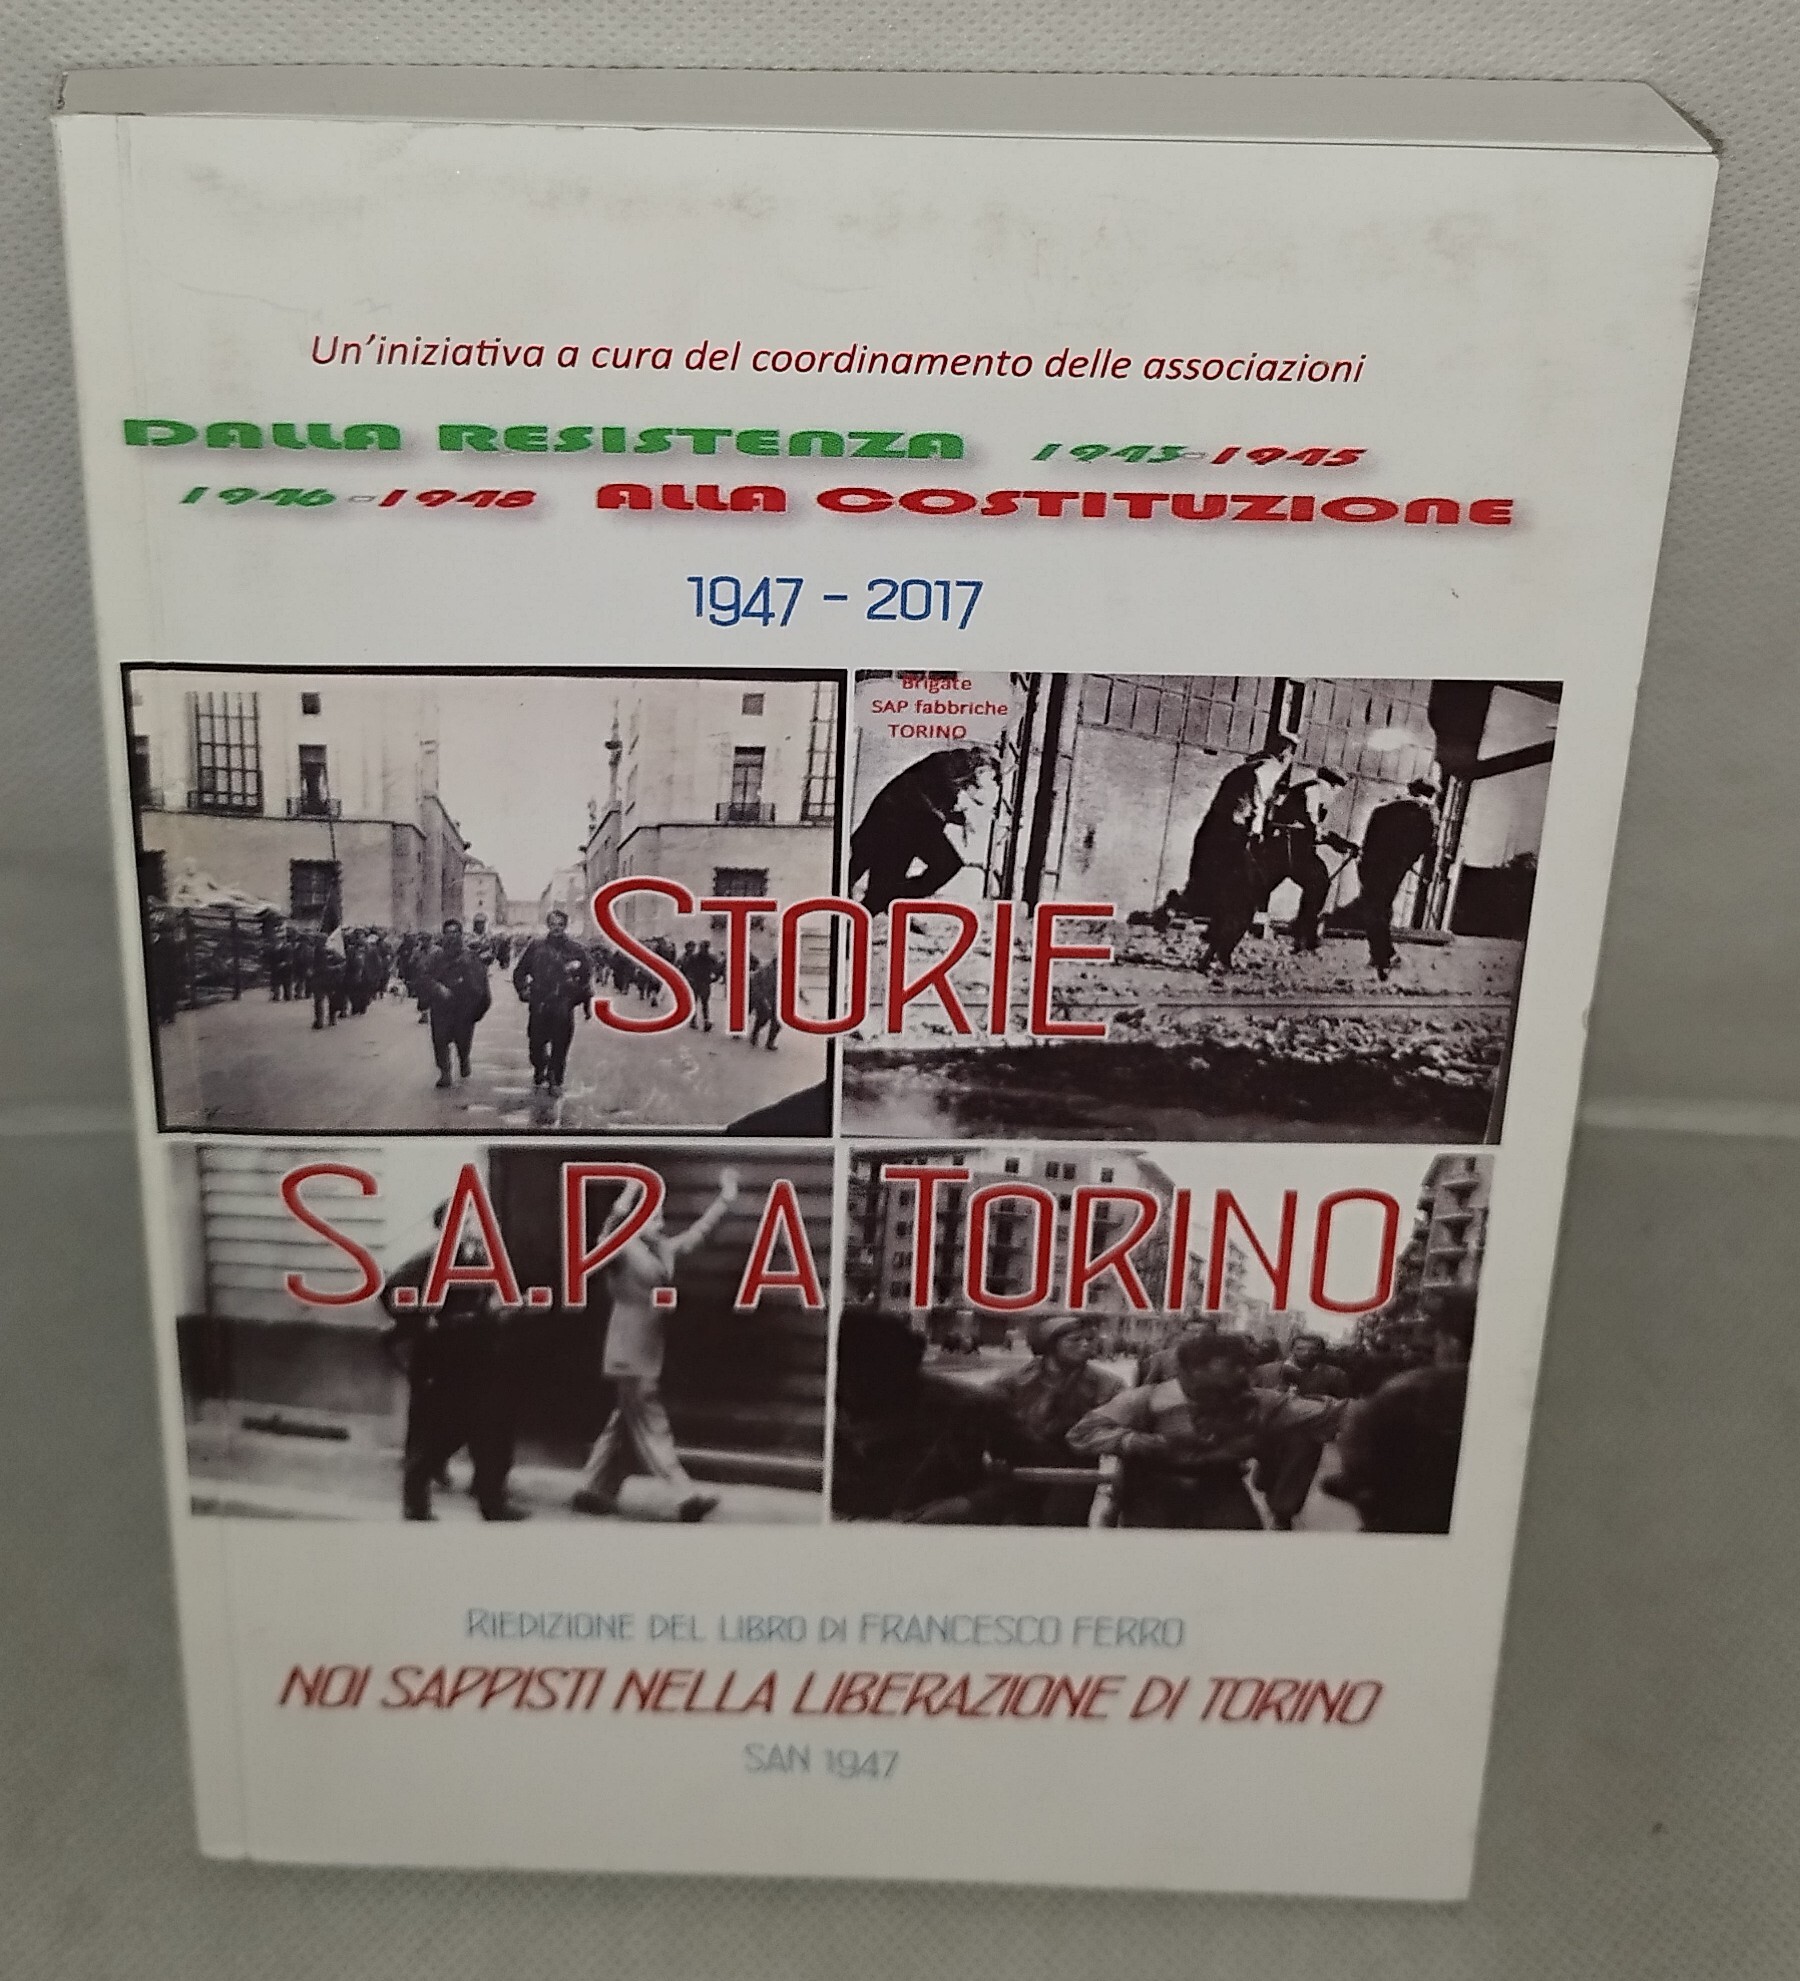 Un'iniziativa a cura del coordinamento delle associazioni
DALLA RESISTENZA 1943-1945
1946-1948 ALLA COSTITUZIONE
1947 - 2017
Brigate
SAP fabbriche
TORINO
STORIE
S.A.P. A TORINO
RIEDIZIONE DEL LIBRO DI FRANCESCO FERRO
NOI SAPPISTI NELLA LIBERAZIONE DI TORINO
SAN 1947